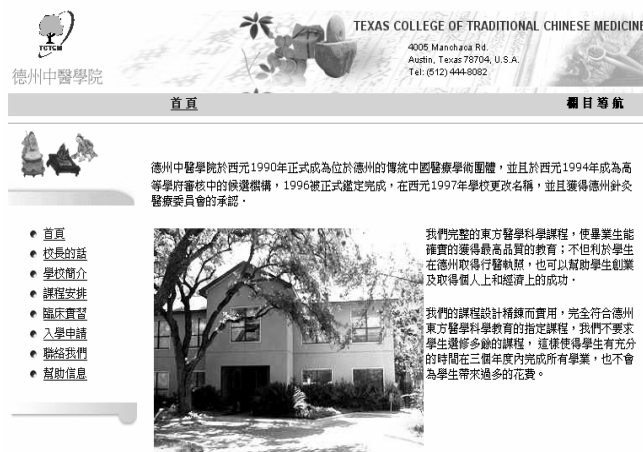 TEXAS COLLEGE OF TRADITIONAL CHINESE MEDICINE
4005 Manchaca Rd.
Austin, Texas 78704, U.S.A.
Tel: (512) 444-8082
TCTCM
德州中醫學院
首頁
欄目導航
德州中醫學院於西元1990年正式成為位於德州的傳統中國醫療學術團體，並且於西元1994年成為高
等學府審核中的候選機構，1996被正式鑑定完成，在西元1997年學校更改名稱，並且獲得德州針灸
醫療委員會的承認。
首頁
校長的話
學校簡介
課程安排
臨床實習
入學申請
聯絡我們
幫助信息
我們完整的東方醫學科學課程，使畢業生能
確實的獲得最高品質的教育；不但利於學生
在德州取得行醫執照，也可以幫助學生創業
及取得個人上和經濟上的成功。
我們的課程設計精練而實用，完全符合德州
東方醫學科學教育的指定課程，我們不要求
學生選修多餘的課程，這樣使得學生有充分
的時間在三個年度內完成所有學業，也不會
為學生帶來過多的花費。